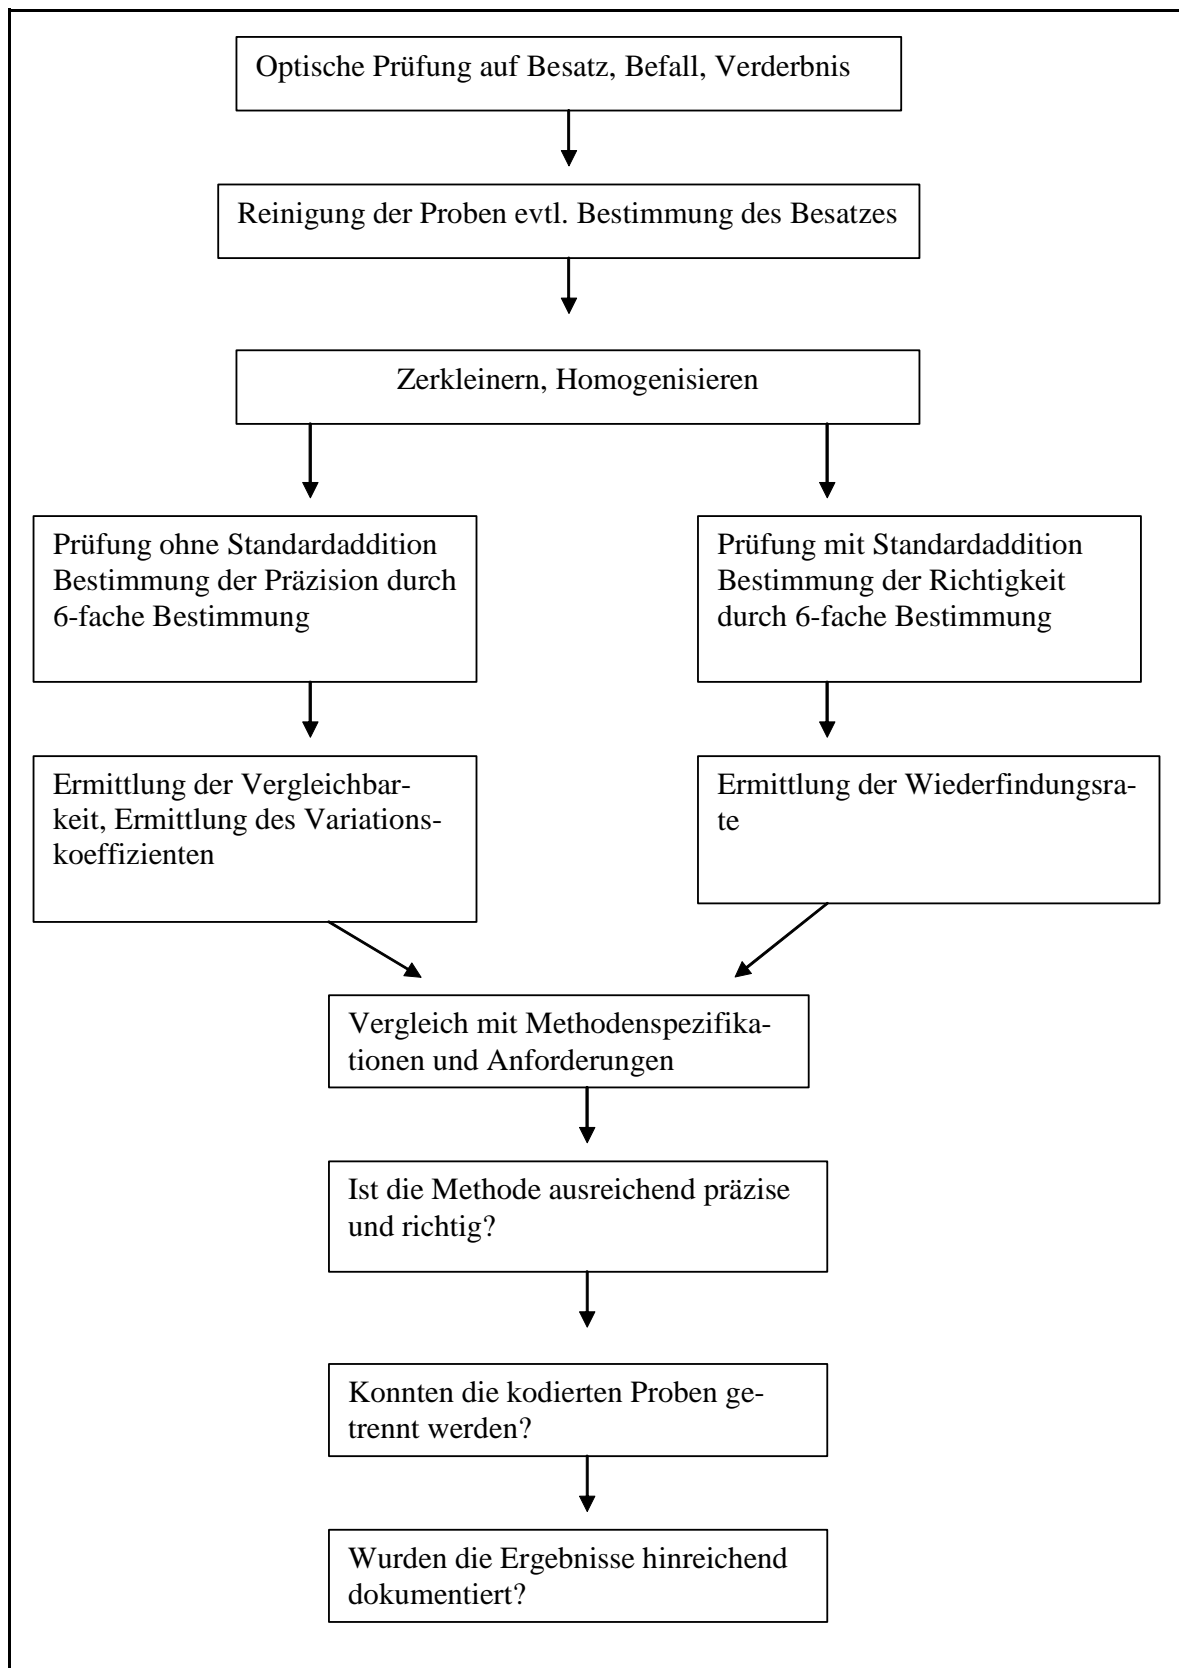 Optische Prüfung auf Besatz, Befall, Verderbnis
Reinigung der Proben evtl. Bestimmung des Besatzes
Zerkleinern, Homogenisieren
Prüfung ohne Standardaddition
Bestimmung der Präzision durch
6-fache Bestimmung
Prüfung mit Standardaddition
Bestimmung der Richtigkeit
durch 6-fache Bestimmung
Ermittlung der Vergleichbar-
keit, Ermittlung des Variations-
koeffizienten
Ermittlung der Wiederfindungsra-
te
Vergleich mit Methodenspezifika-
tionen und Anforderungen
Ist die Methode ausreichend präzise
und richtig?
Konnten die kodierten Proben ge-
trennt werden?
Wurden die Ergebnisse hinreichend
dokumentiert?